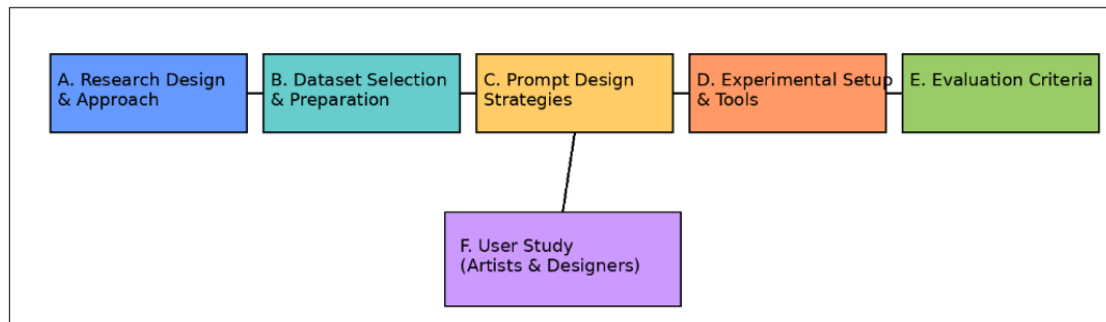 A. Research Design
& Approach
B. Dataset Selection
& Preparation
C. Prompt Design
Strategies
D. Experimental Setup
& Tools
E. Evaluation Criteria
F. User Study
(Artists & Designers)